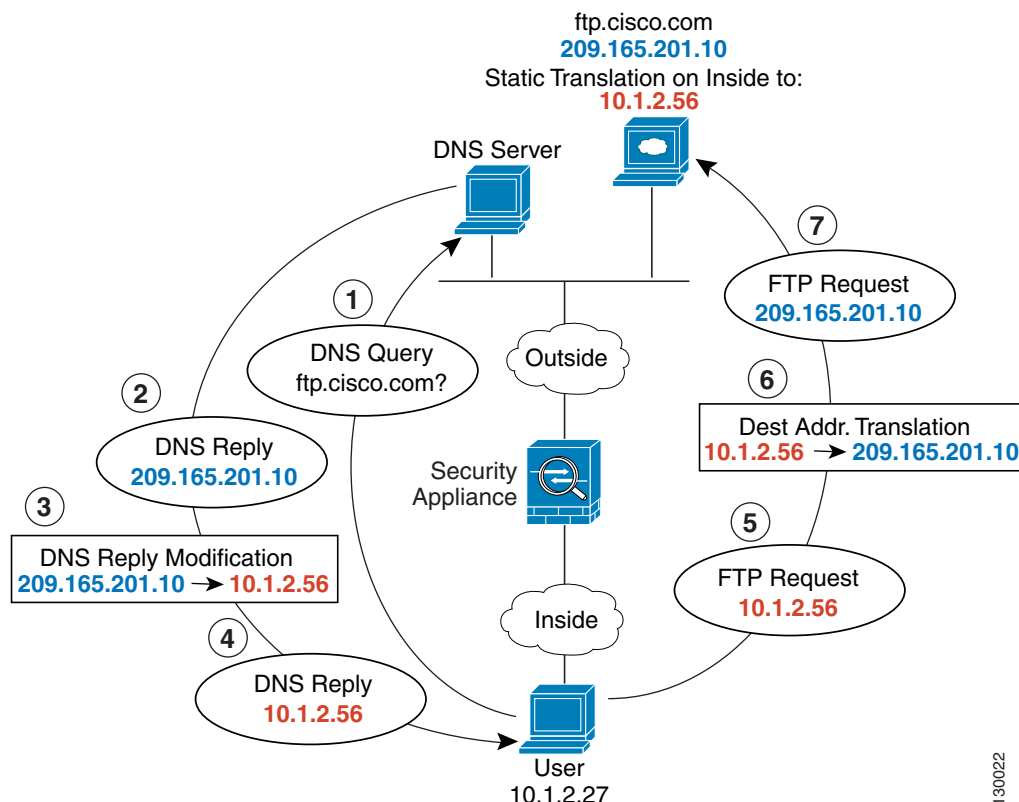 ftp.cisco.com
209.165.201.10
Static Translation on Inside to:
10.1.2.56
DNS Server
7
FTP Request
209.165.201.10
1
DNS Query
ftp.cisco.com?
Outside
2
DNS Reply
209.165.201.10
6
Dest Addr. Translation
10.1.2.56 → 209.165.201.10
Security
Appliance
3
DNS Reply Modification
209.165.201.10 → 10.1.2.56
5
FTP Request
10.1.2.56
Inside
4
DNS Reply
10.1.2.56
User
10.1.2.27
130022